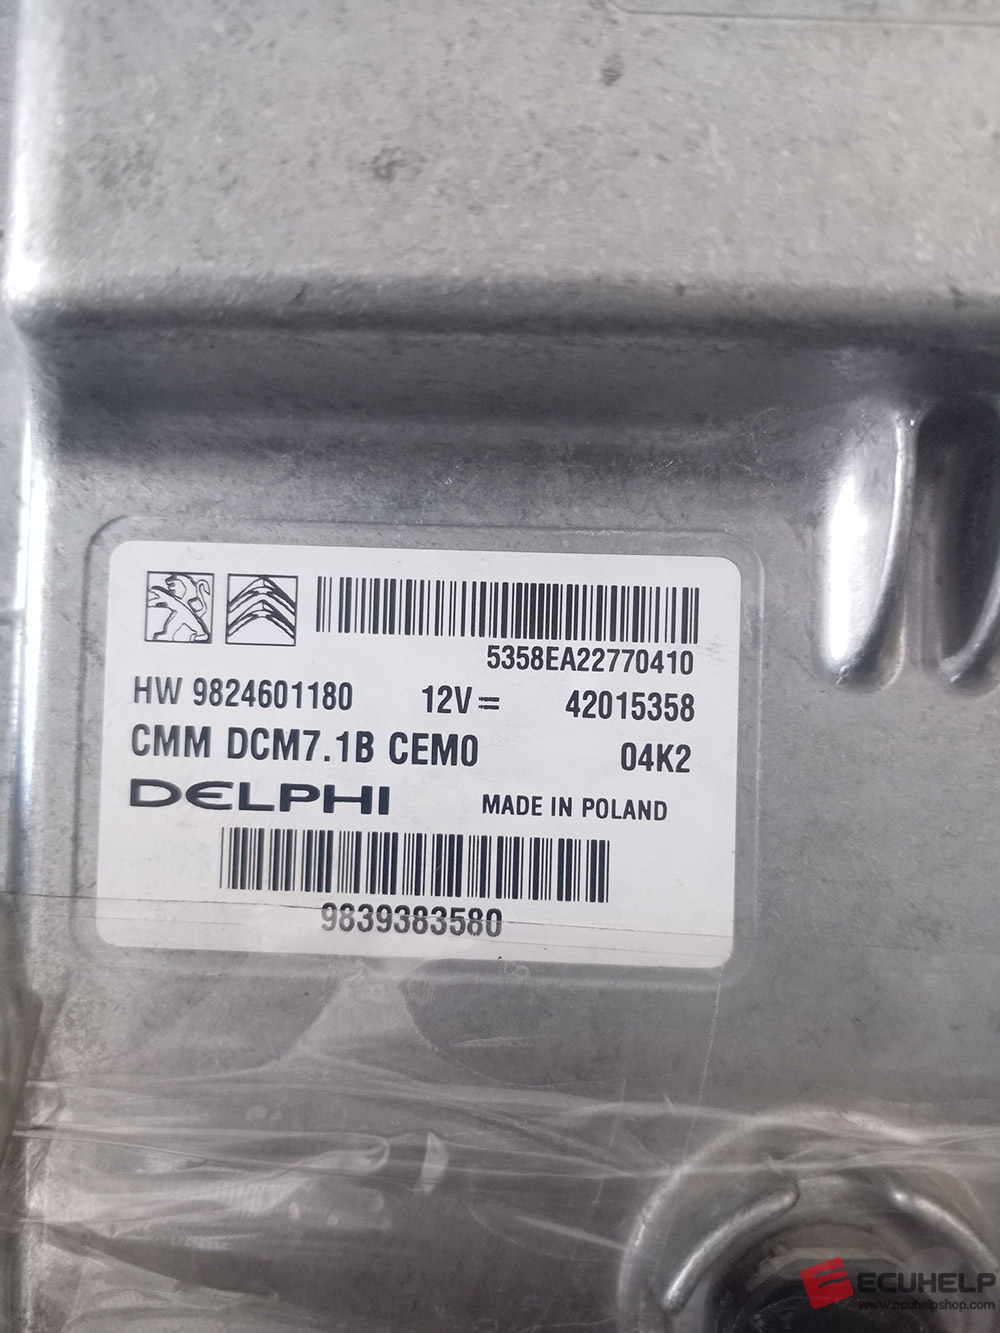 5358EA22770410
HW 9824601180 12V= 42015358
CMM DCM7.1B CEM0 04K2
DELPHI MADE IN POLAND
9839383580
ECUHELP
www.ecuhelpshop.com